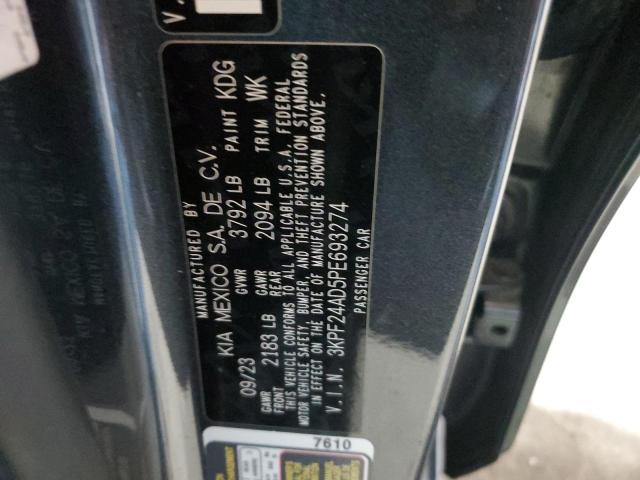 MANUFACTURED BY
KIA MEXICO S.A. DE C.V.
09/23 GVWR 3792 LB PAINT KDG
GAWR FRONT 2183 LB GAWR REAR 2094 LB TRIM WK
THIS VEHICLE CONFORMS TO ALL APPLICABLE U.S.A. FEDERAL
MOTOR VEHICLE SAFETY, BUMPER, AND THEFT PREVENTION STANDARDS
IN EFFECT ON THE DATE OF MANUFACTURE SHOWN ABOVE.
V.I.N. 3KPF24AD5PE693274
PASSENGER CAR
7610